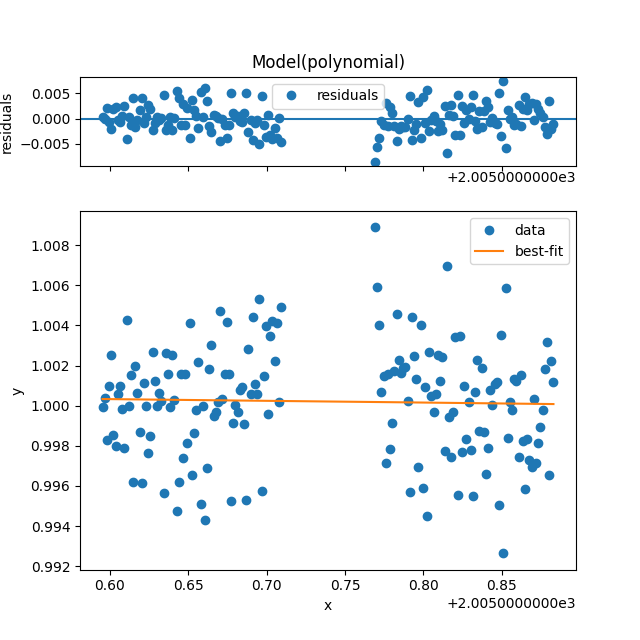 Model(polynomial)
residuals
0.005
0.000
−0.005
residuals
+2.0050000000e3
y
1.008
1.006
1.004
1.002
1.000
0.998
0.996
0.994
0.992
data
best-fit
0.60 0.65 0.70 0.75 0.80 0.85
x
+2.0050000000e3